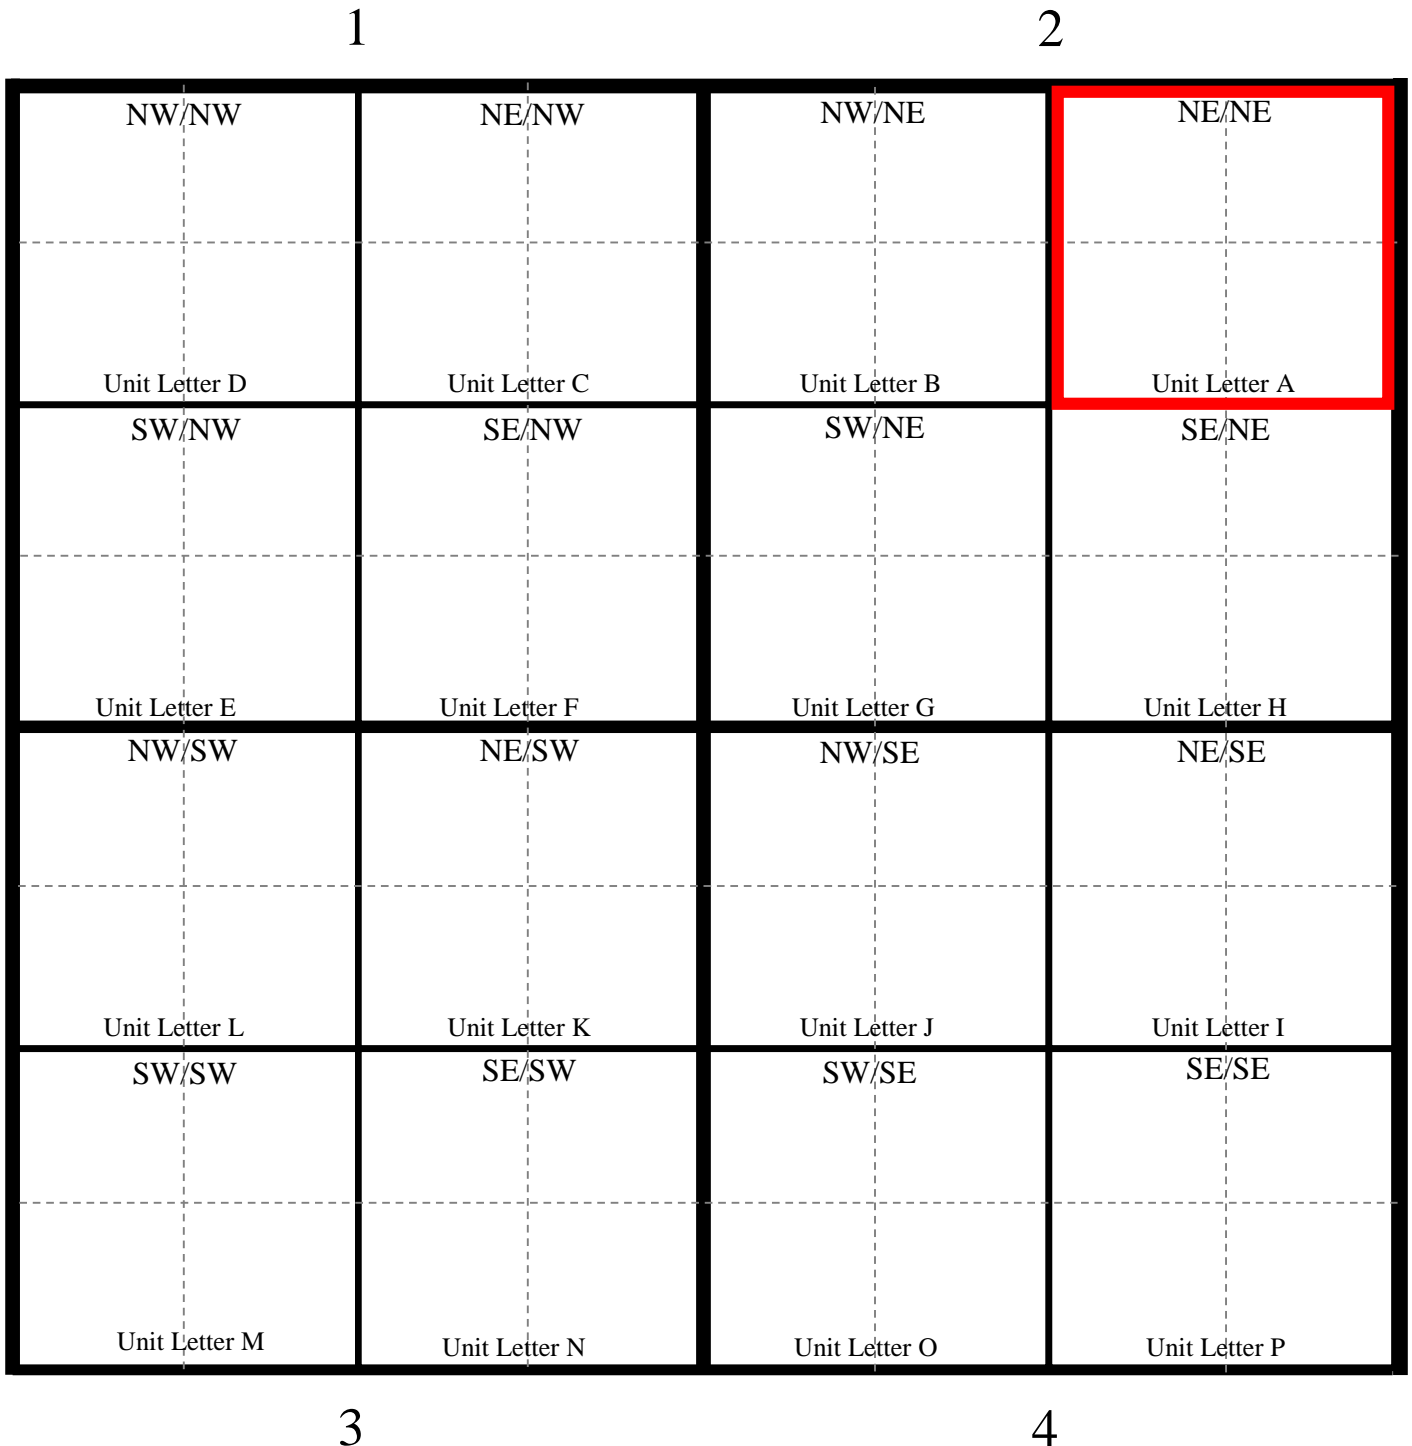 1 2
NW/NW NE/NW NW/NE NE/NE
Unit Letter D Unit Letter C Unit Letter B Unit Letter A
SW/NW SE/NW SW/NE SE/NE
Unit Letter E Unit Letter F Unit Letter G Unit Letter H
NW/SW NE/SW NW/SE NE/SE
Unit Letter L Unit Letter K Unit Letter J Unit Letter I
SW/SW SE/SW SW/SE SE/SE
Unit Letter M Unit Letter N Unit Letter O Unit Letter P
3 4